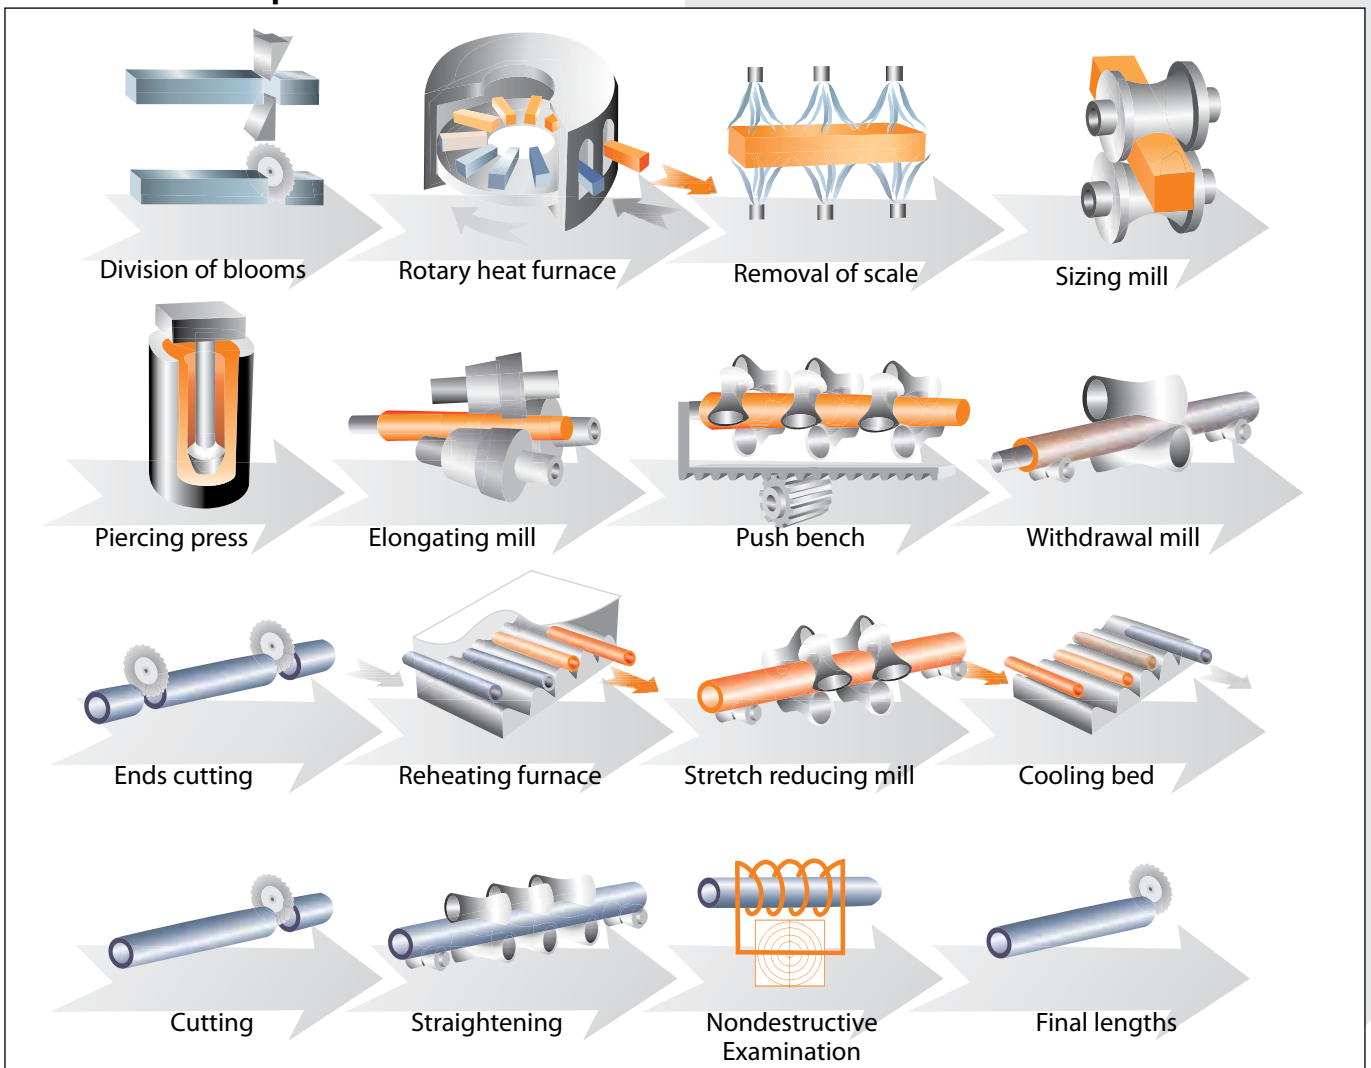 Division of blooms
Rotary heat furnace
Removal of scale
Sizing mill
Piercing press
Elongating mill
Push bench
Withdrawal mill
Ends cutting
Reheating furnace
Stretch reducing mill
Cooling bed
Cutting
Straightening
Nondestructive
Examination
Final lengths